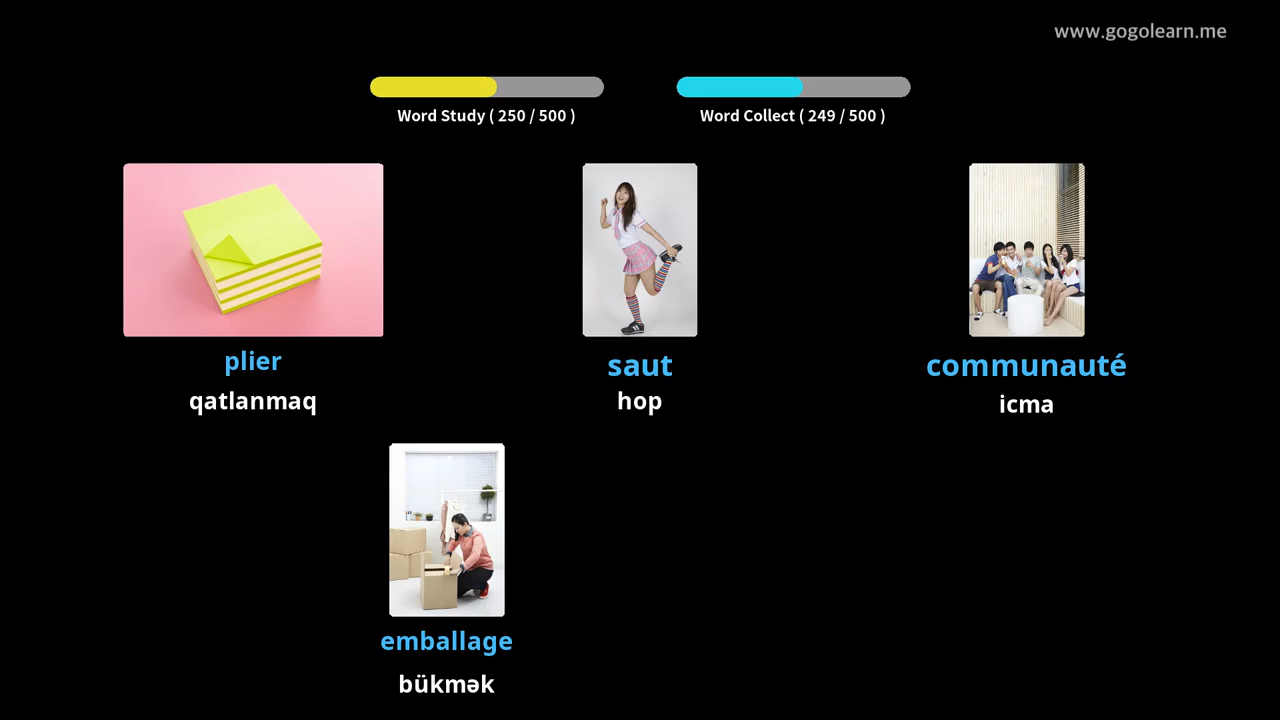 www.gogolearn.me
Word Study ( 250 / 500 )
Word Collect ( 249 / 500 )
plier
qatlanmaq
saut
hop
communauté
icma
emballage
bükmək